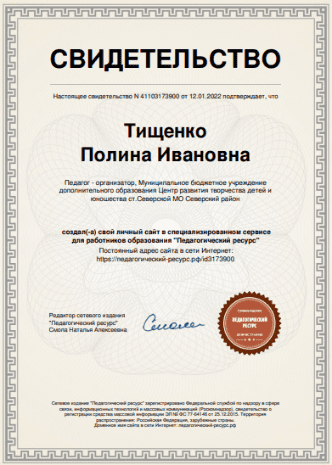 СВИДЕТЕЛЬСТВО
Настоящее свидетельство N 41103173900 от 12.01.2022 подтверждает, что
Тищенко
Полина Ивановна
Педагог - организатор, Муниципальное бюджетное учреждение
дополнительного образования Центр развития творчества детей и
юношества ст.Северской МО Северский район
создал(-а) свой личный сайт в специализированном сервисе
для работников образования "Педагогический ресурс"
Постоянный адрес сайта в сети Интернет:
https://педагогический-ресурс.рф/id3173900
Редактор сетевого издания
"Педагогический ресурс"
Смола Наталья Алексеевна
ПЕДАГОГИЧЕСКИЙ
РЕСУРС
Сетевое издание "Педагогический ресурс" зарегистрировано Федеральной службой по надзору в сфере
связи, информационных технологий и массовых коммуникаций (Роскомнадзор), свидетельство о
регистрации средства массовой информации ЭЛ № ФС 77-64146 от 25.12.2015. Территория
распространения: Российская Федерация, зарубежные страны.
Доменное имя сайта в сети Интернет: педагогический-ресурс.рф